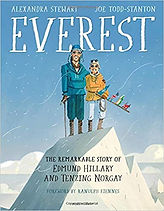 ALEXANDRA STEWART JOE TODD-STANTON
EVEREST
THE REMARKABLE STORY OF
EDMUND HILLARY
AND TENZING NORGAY
FOREWORD BY RANULPH FIENNES